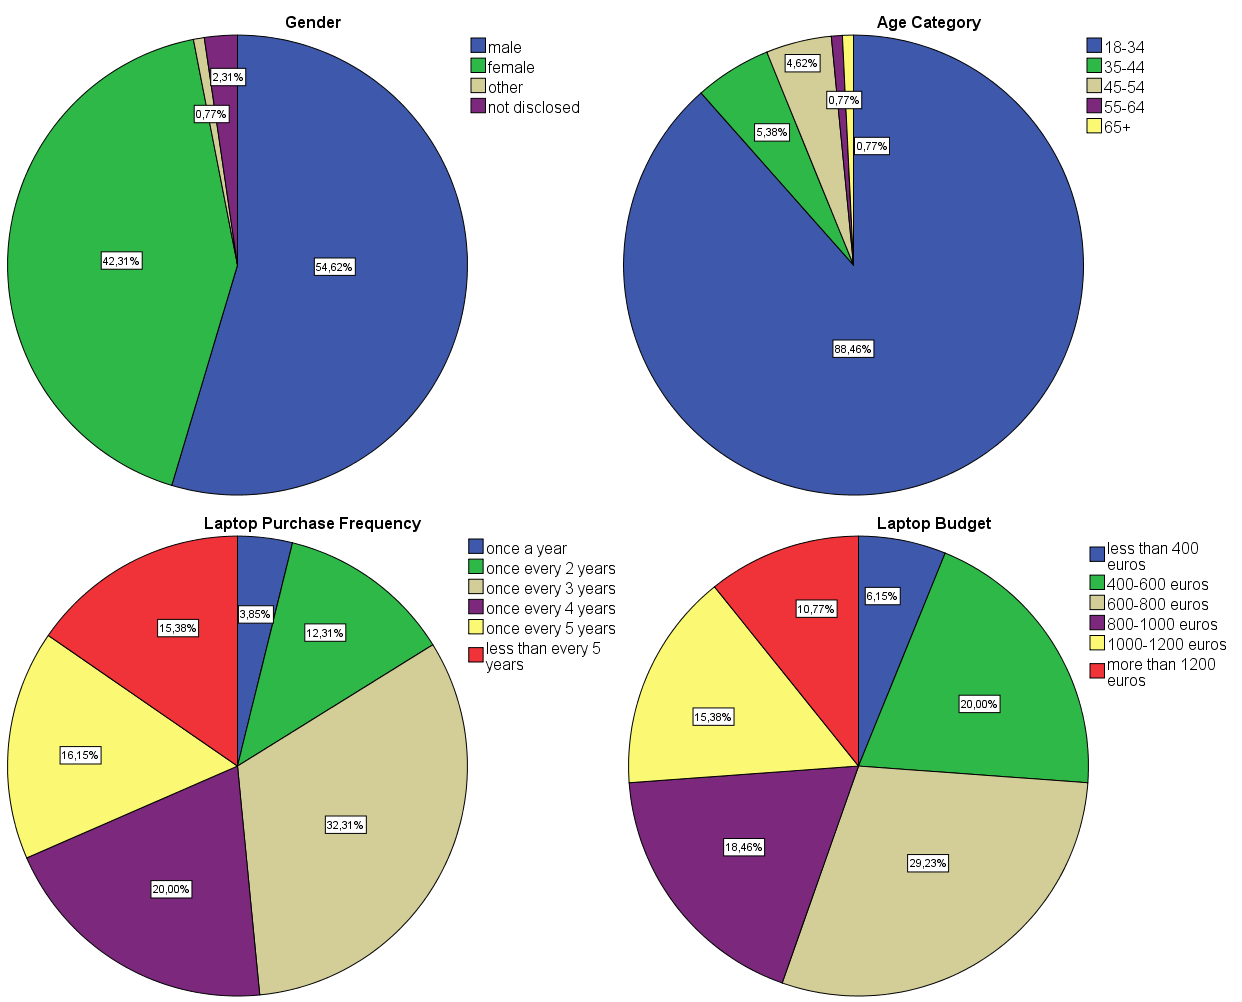 Gender
male
female
other
not disclosed
2,31%
0,77%
42,31%
54,62%
Age Category
18-34
35-44
45-54
55-64
65+
4,62%
0,77%
5,38%
0,77%
88,46%
Laptop Purchase Frequency
once a year
once every 2 years
once every 3 years
once every 4 years
once every 5 years
less than every 5
years
3,85%
15,38%
12,31%
16,15%
32,31%
20,00%
Laptop Budget
less than 400
euros
400-600 euros
600-800 euros
800-1000 euros
1000-1200 euros
more than 1200
euros
6,15%
10,77%
20,00%
15,38%
18,46%
29,23%